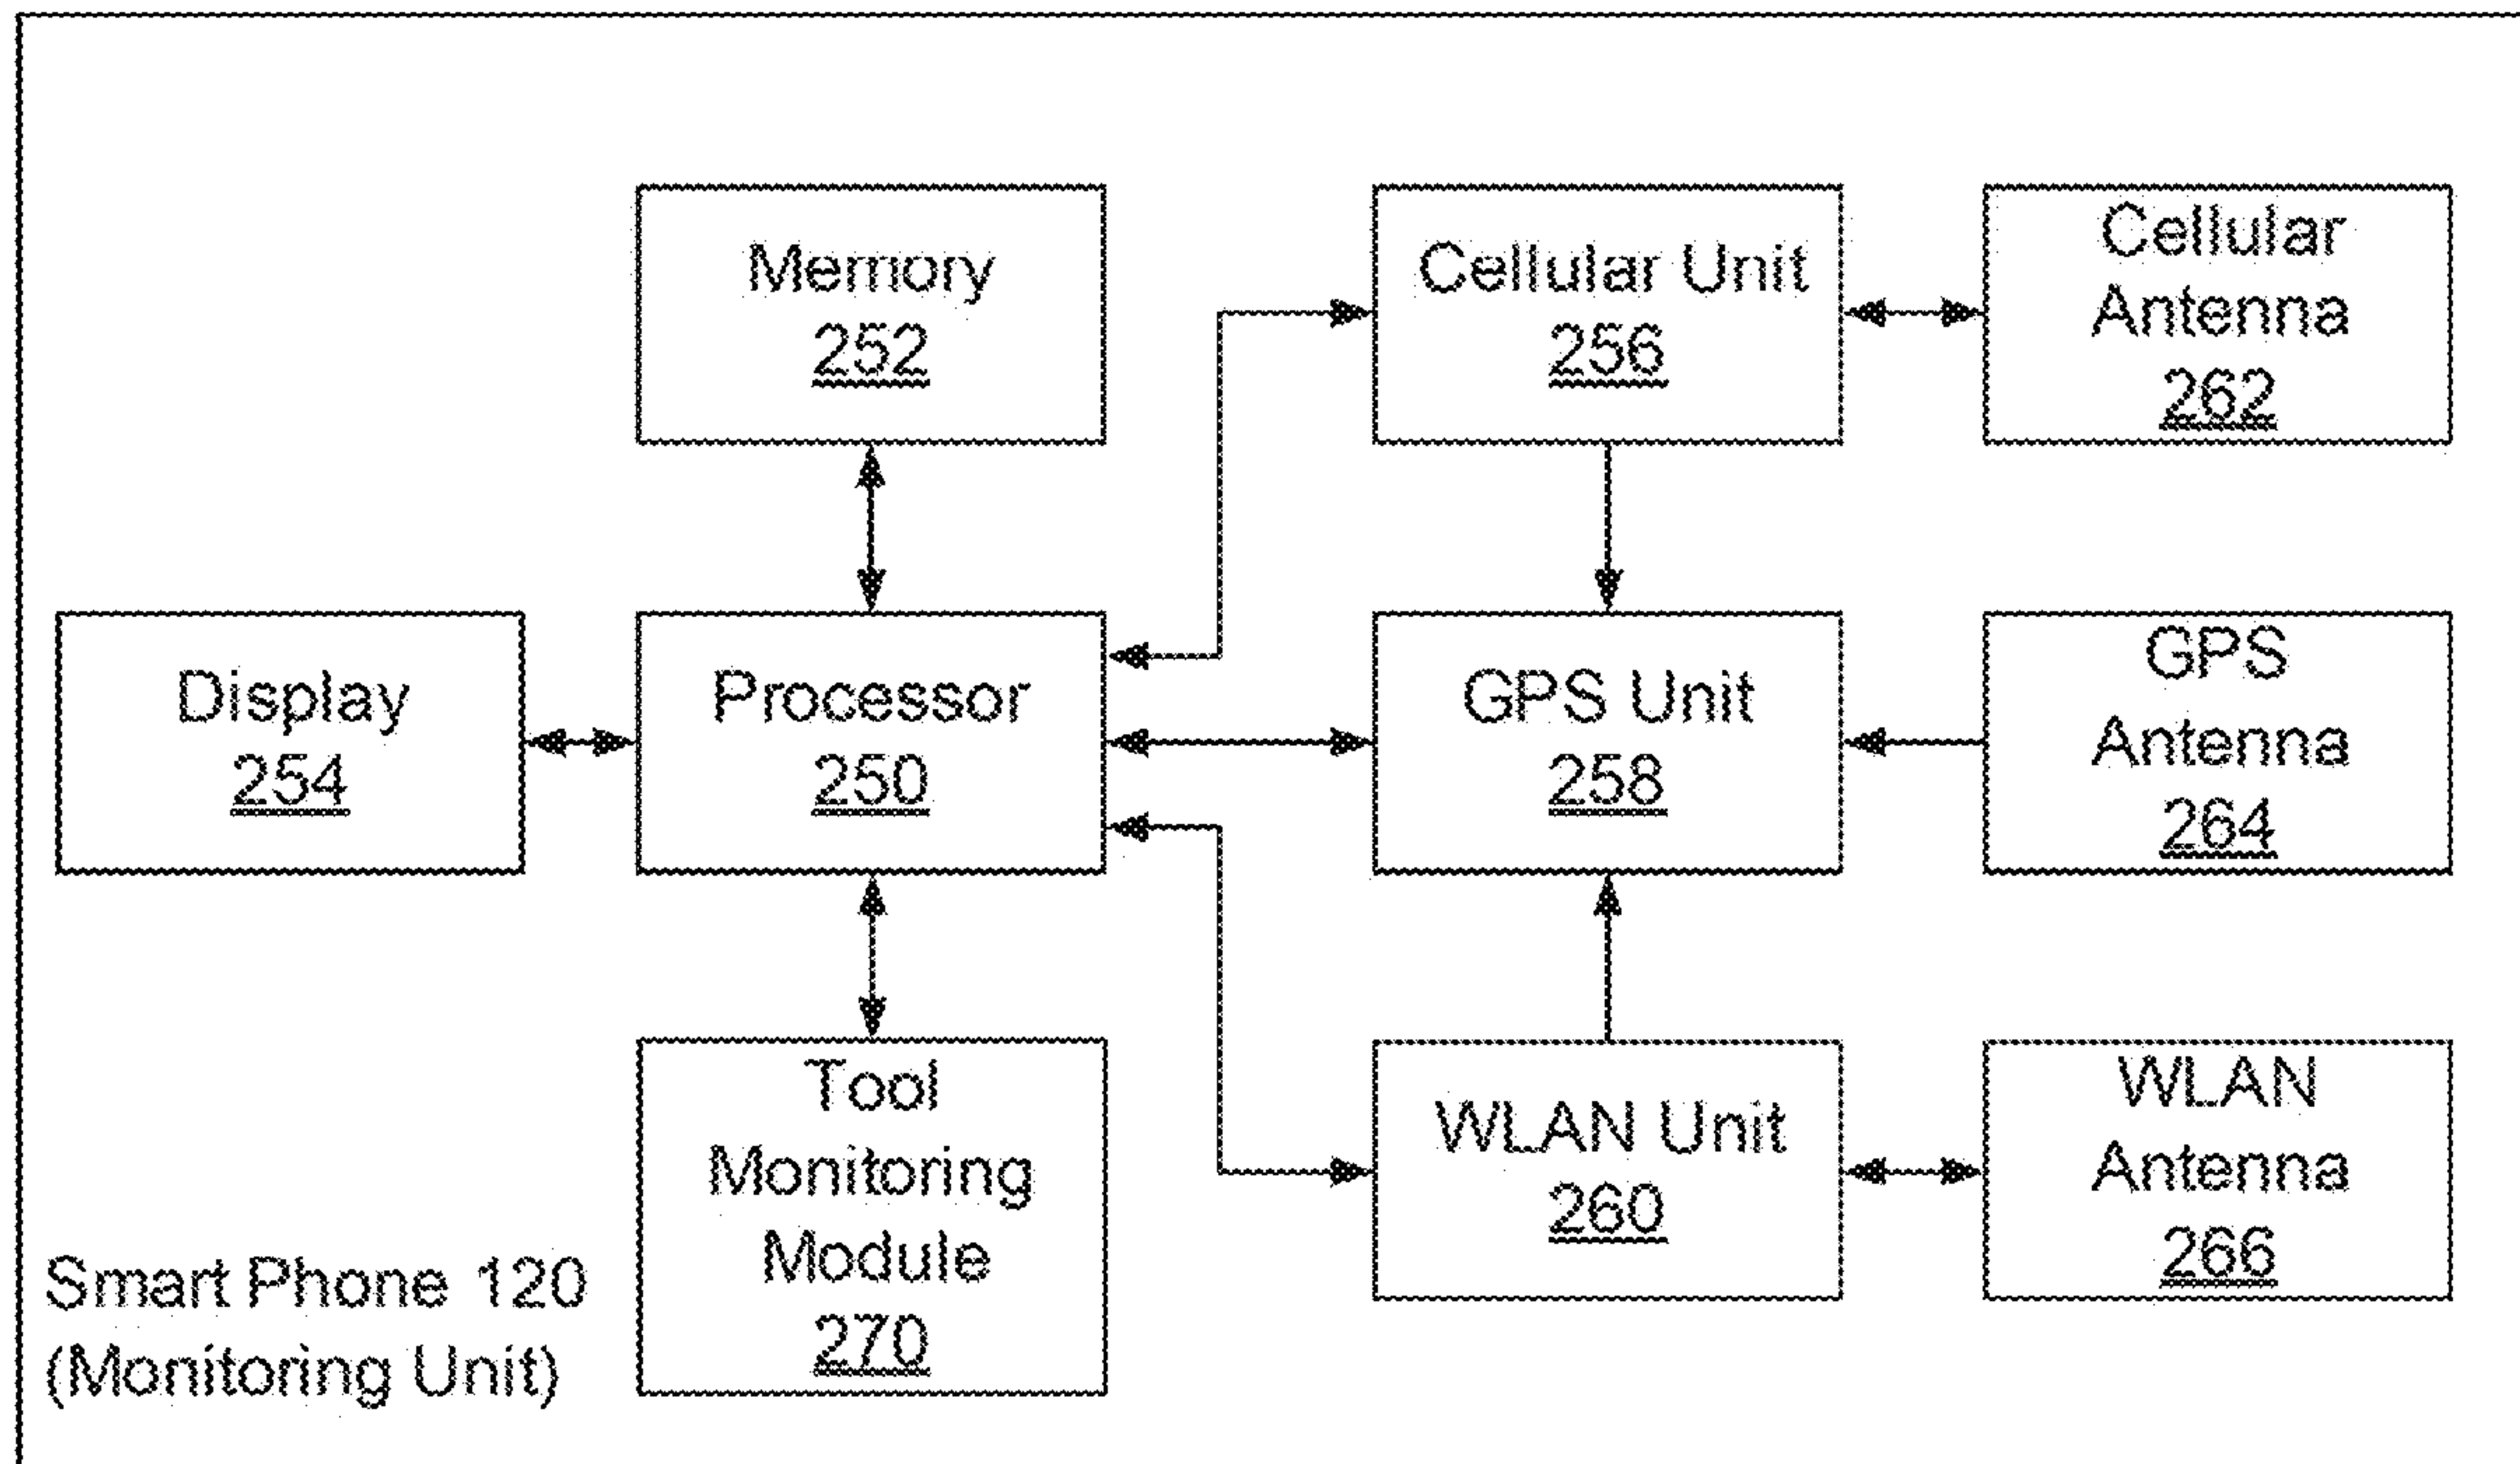 Memory
252
Cellular Unit
256
Cellular
Antenna
262
Display
254
Processor
250
GPS Unit
258
GPS
Antenna
264
Tool
Monitoring
Module
270
WLAN Unit
260
WLAN
Antenna
266
Smart Phone 120
(Monitoring Unit)